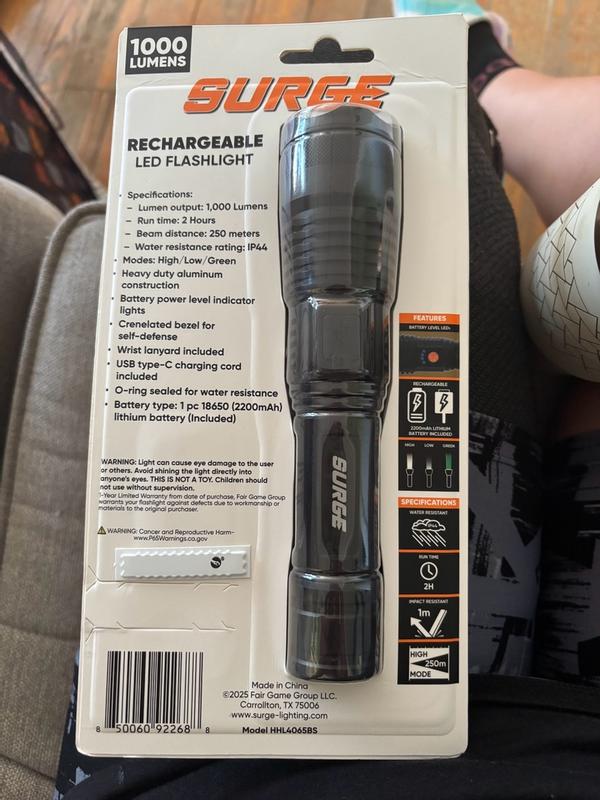 1000
LUMENS
SURGE
RECHARGEABLE
LED FLASHLIGHT
• Specifications:
– Lumen output: 1,000 Lumens
– Run time: 2 Hours
– Beam distance: 250 meters
– Water resistance rating: IP44
• Modes: High/Low/Green
• Heavy duty aluminum
construction
• Battery power level indicator
lights
• Crenelated bezel for
self-defense
• Wrist lanyard included
• USB type-C charging cord
included
• O-ring sealed for water resistance
• Battery type: 1 pc 18650 (2200mAh)
lithium battery (Included)
WARNING: Light can cause eye damage to the user
or others. Avoid shining the light directly into
anyone's eyes. THIS IS NOT A TOY. Children should
not use without supervision.
1-Year Limited Warranty from date of purchase, Fair Game Group
warrants your flashlight against defects due to workmanship or
materials to the original purchaser.
WARNING: Cancer and Reproductive Harm-
www.P65Warnings.ca.gov
SURGE
FEATURES
BATTERY LEVEL LEDs
RECHARGEABLE
2200mAh LITHIUM
BATTERY INCLUDED
HIGH LOW GREEN
SPECIFICATIONS
WATER RESISTANT
RUN TIME
2H
IMPACT RESISTANT
1m
HIGH
250m
MODE
8 50060 92268 8
Made in China
©2025 Fair Game Group LLC.
Carrollton, TX 75006
www.surge-lighting.com
Model HHL4065BS